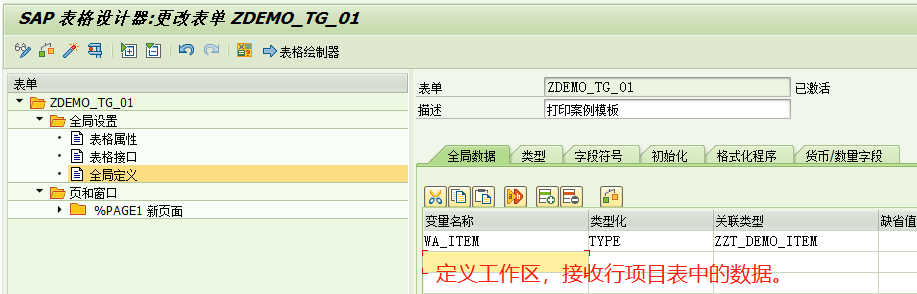 SAP 表格设计器:更改表单 ZDEMO_TG_01
表格绘制器
表单
ZDEMO_TG_01
全局设置
表格属性
表格接口
全局定义
页和窗口
%PAGE1 新页面
表单 ZDEMO_TG_01 已激活
描述 打印案例模板
全局数据 类型 字段符号 初始化 格式化程序 货币/数量字段
变量名称 类型化 关联类型 缺省值
WA_ITEM TYPE ZZT_DEMO_ITEM
定义工作区，接收行项目表中的数据。